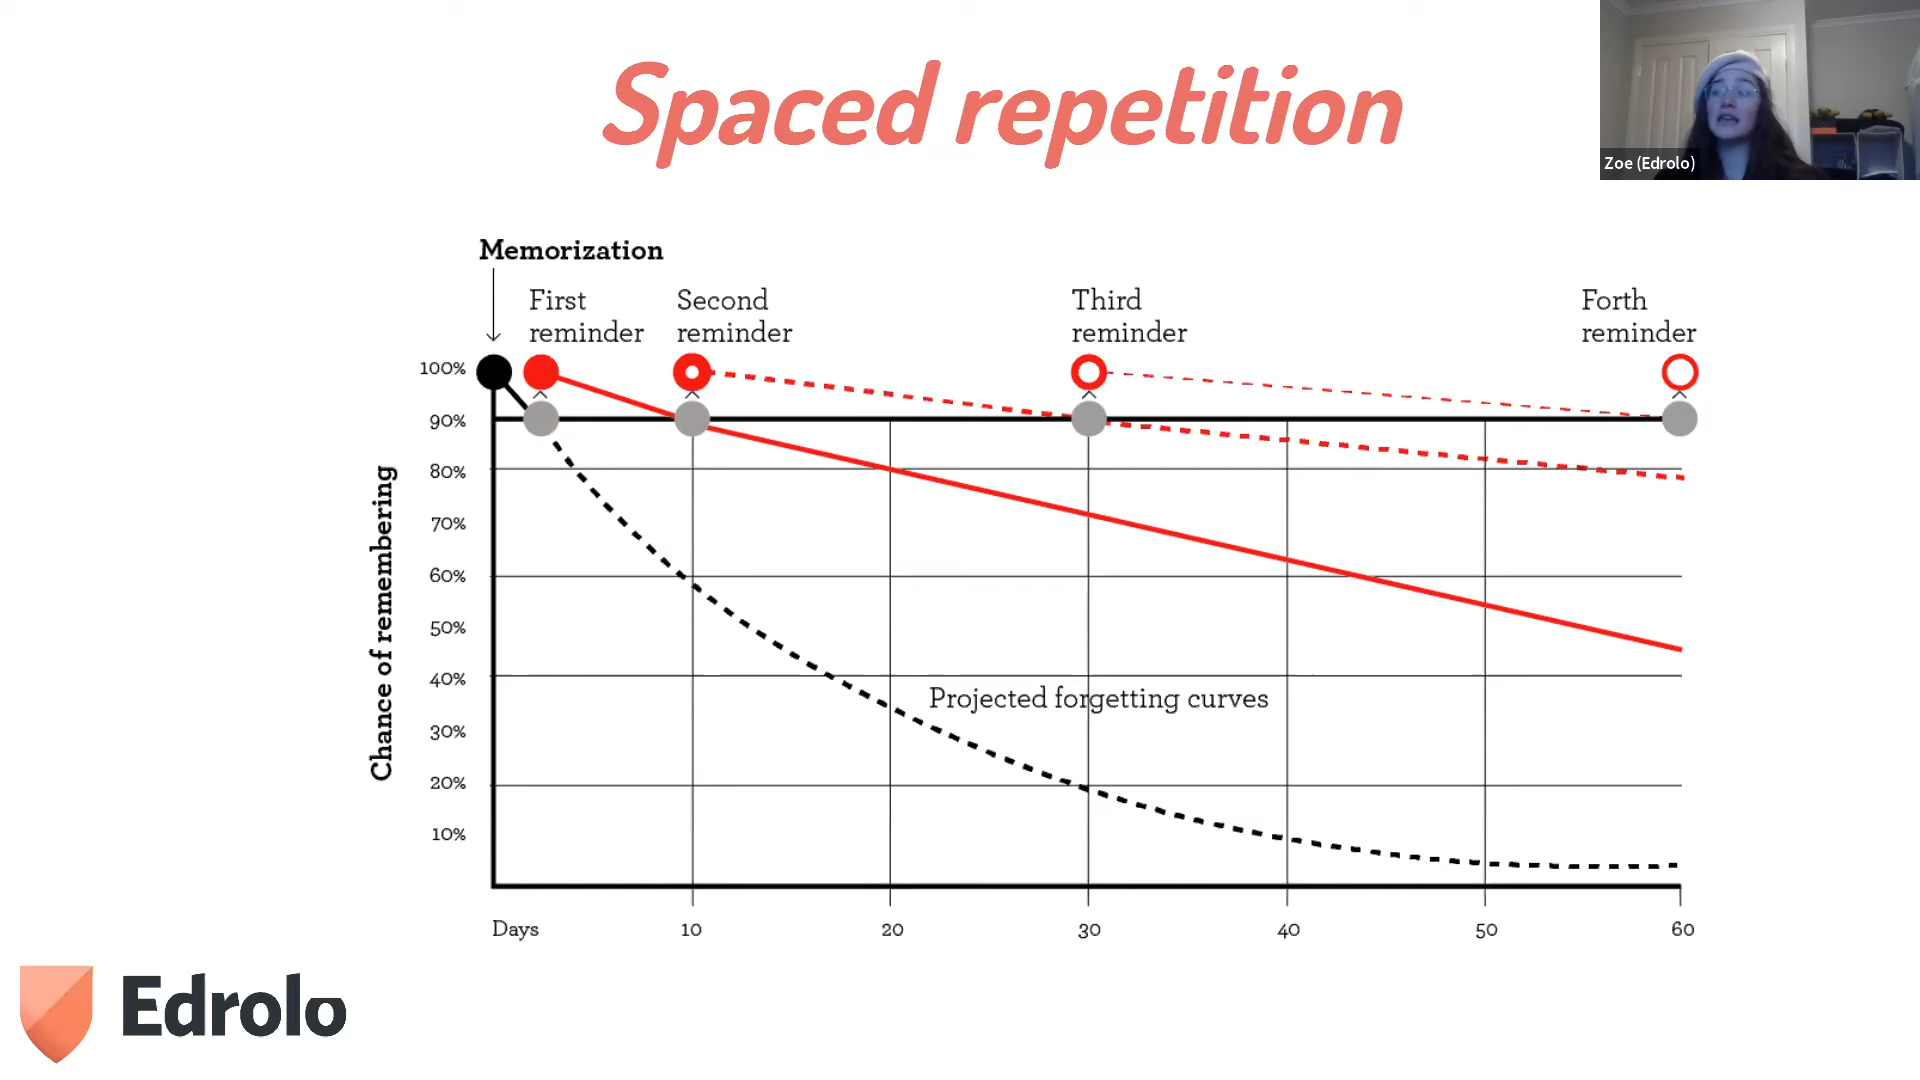 Spaced repetition
Zoe (Edrolo)
Memorization
First
reminder
Second
reminder
Third
reminder
Forth
reminder
100%
90%
80%
70%
60%
50%
40%
30%
20%
10%
Chance of remembering
Projected forgetting curves
Days
10
20
30
40
50
60
Edrolo